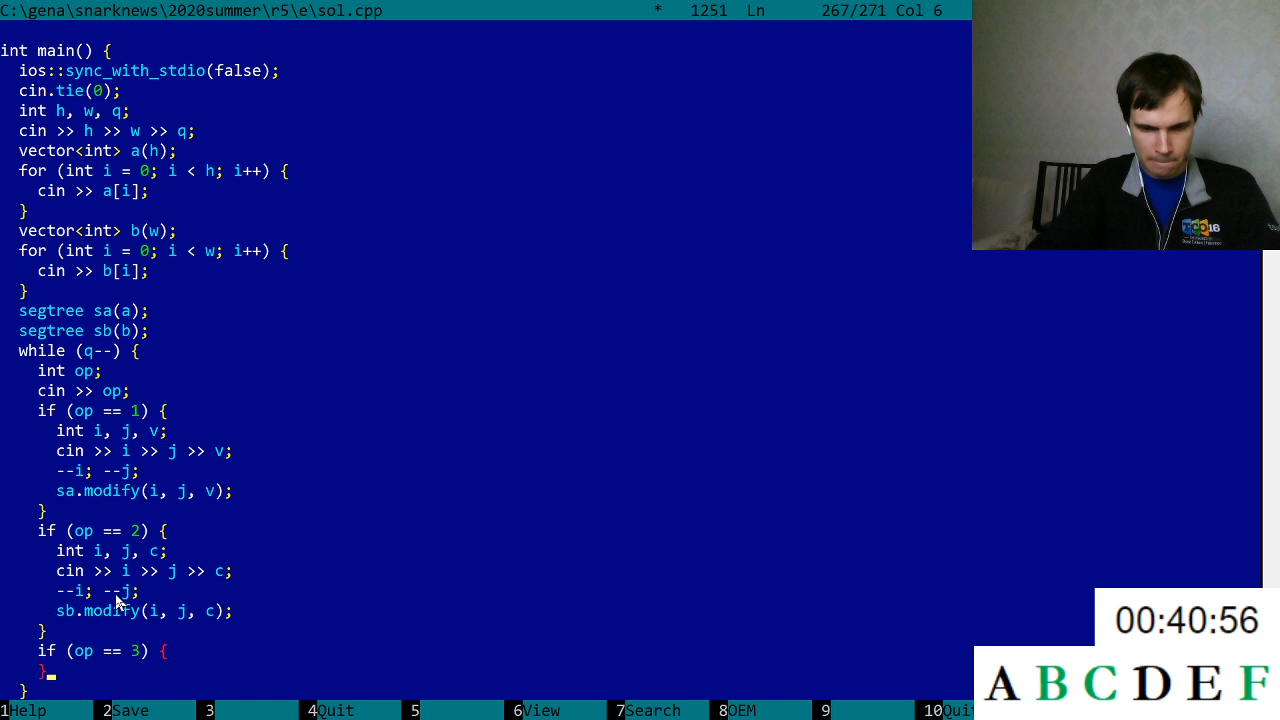 C:\gena\snarknews\2020summer\r5\e\sol.cpp * 1251 Ln 267/271 Col 6
int main() {
  ios::sync_with_stdio(false);
  cin.tie(0);
  int h, w, q;
  cin >> h >> w >> q;
  vector<int> a(h);
  for (int i = 0; i < h; i++) {
    cin >> a[i];
  }
  vector<int> b(w);
  for (int i = 0; i < w; i++) {
    cin >> b[i];
  }
  segtree sa(a);
  segtree sb(b);
  while (q--) {
    int op;
    cin >> op;
    if (op == 1) {
      int i, j, v;
      cin >> i >> j >> v;
      --i; --j;
      sa.modify(i, j, v);
    }
    if (op == 2) {
      int i, j, c;
      cin >> i >> j >> c;
      --i; --j;
      sb.modify(i, j, c);
    }
    if (op == 3) {
    }
  }
1Help 2Save 3 4Quit 5 6View 7Search 8OEM 9 10Quit
00:40:56
A B C D E F